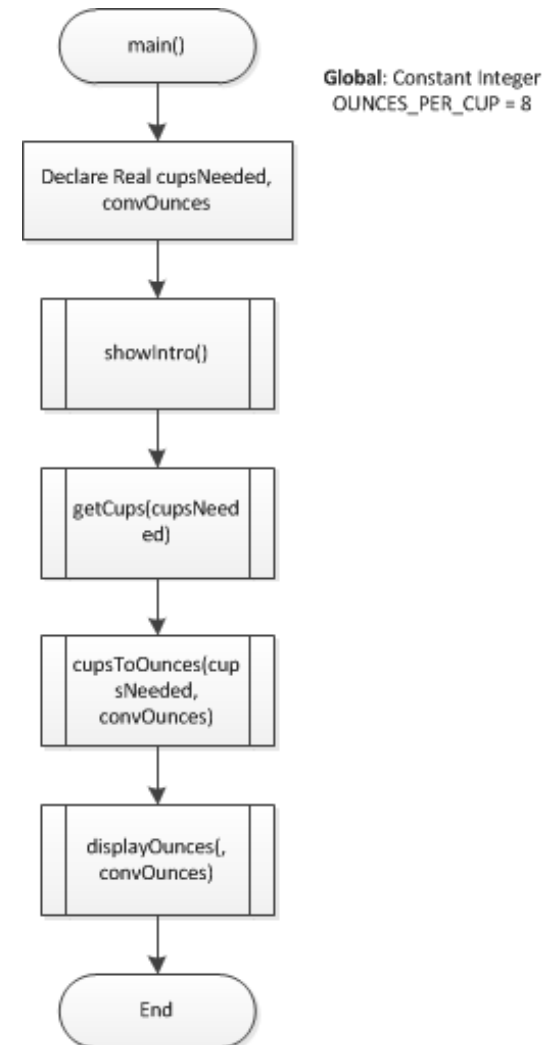 main()
Global: Constant Integer
OUNCES_PER_CUP = 8
Declare Real cupsNeeded,
convOunces
showIntro()
getCups(cupsNeed
ed)
cupsToOunces(cup
sNeeded,
convOunces)
displayOunces(,
convOunces)
End